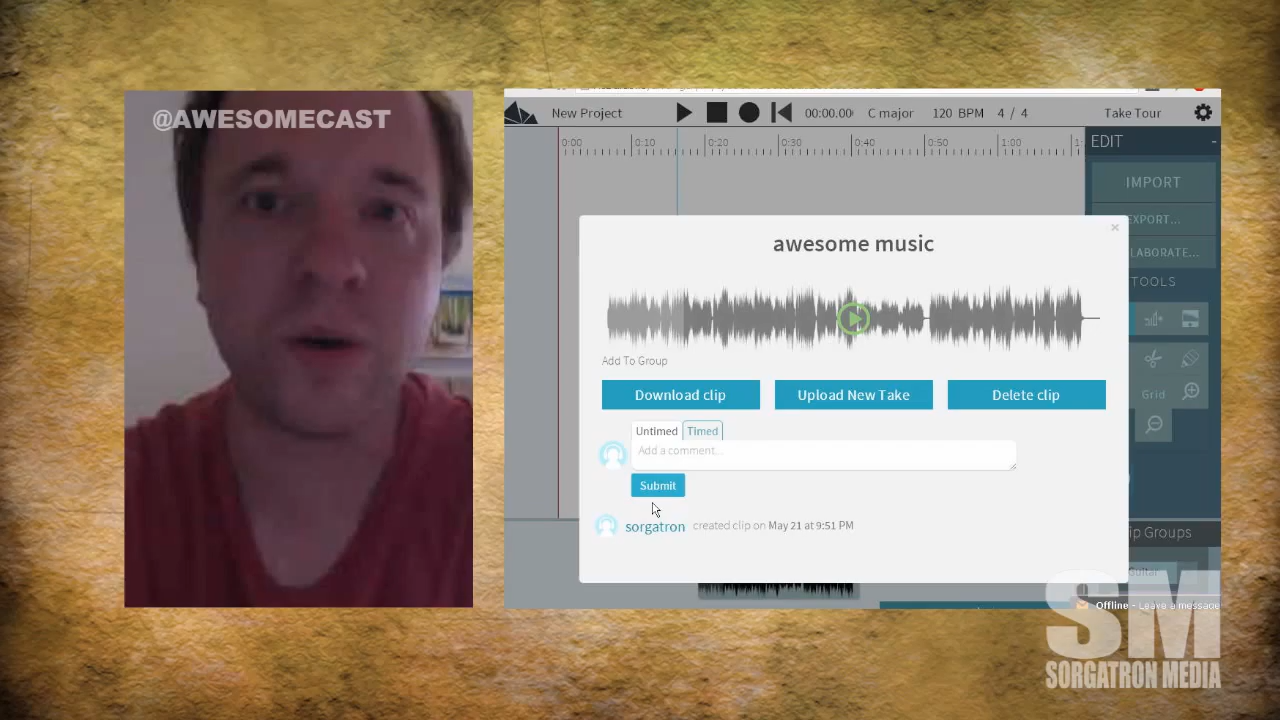 @AWESOMECAST
New Project
00:00.00
C major
120 BPM
4 / 4
Take Tour
0:00
0:10
0:20
0:30
0:40
0:50
1:00
EDIT
-
IMPORT
EXPORT...
LABORATE...
TOOLS
Grid
awesome music
×
Add To Group
Download clip
Upload New Take
Delete clip
Untimed
Timed
Add a comment...
Submit
sorgatron created clip on May 21 at 9:51 PM
ip Groups
Guitar
Offline - Leave a message
SM
SORGATRON MEDIA